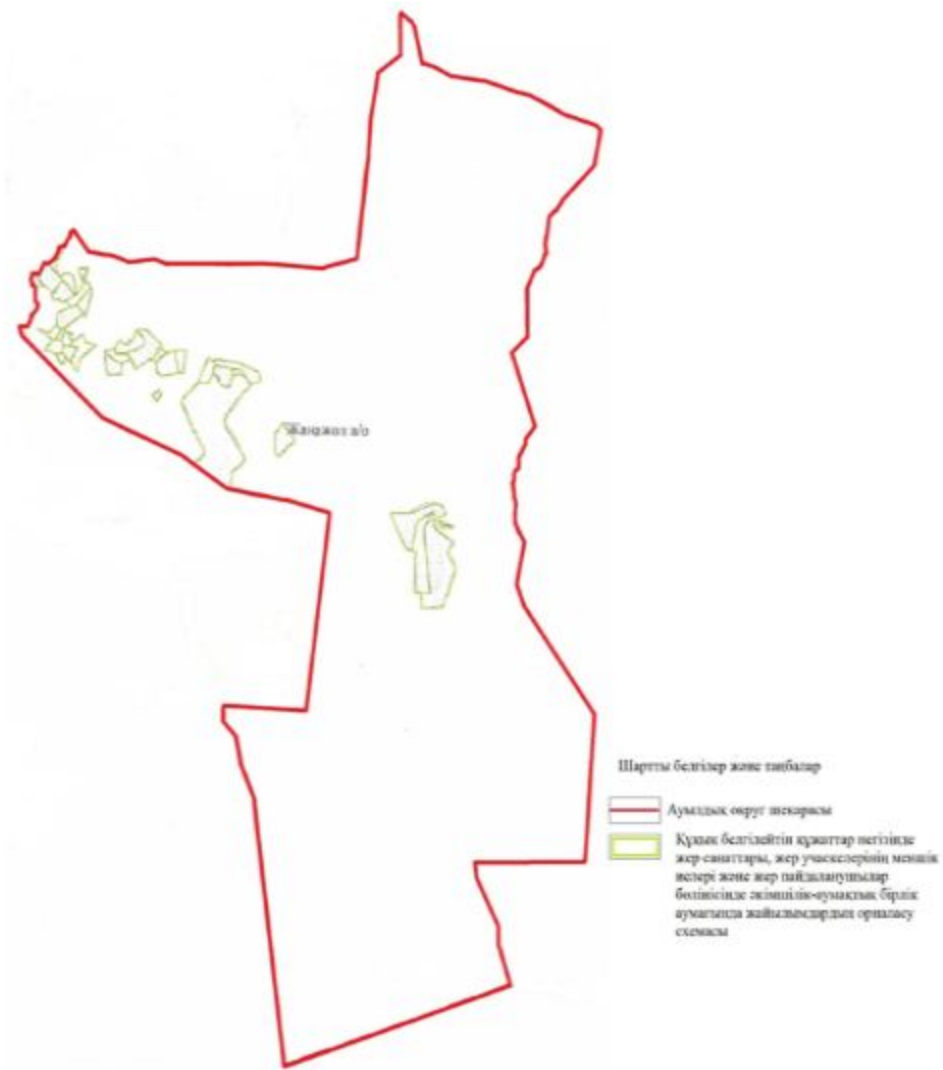 Жаңажол а/о
Шартты белгілер және таңбалар
Ауылдық округ шекарасы
Құқық белгілейтін құжаттар негізінде
жер санаттары, жер учаскелерінің меншік
иелері және жер пайдаланушылар
бөлінісінде әкімшілік-аумақтық бірлік
аумағында жайылымдардың орналасу
схемасы